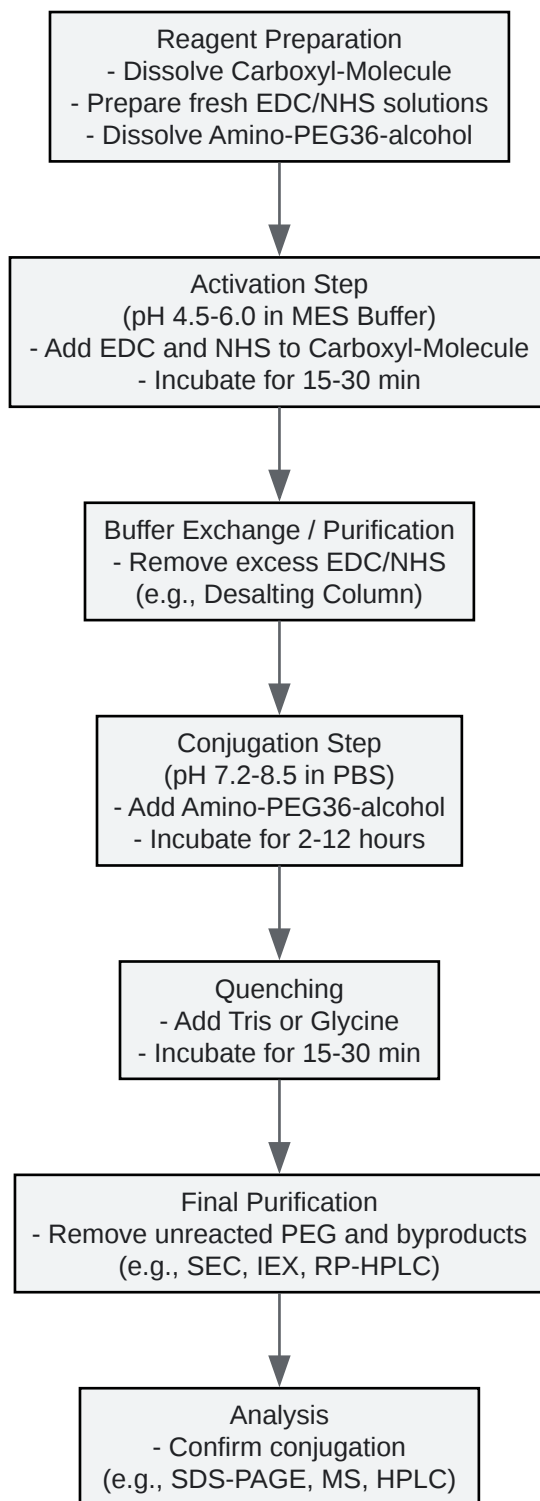 Reagent Preparation
- Dissolve Carboxyl-Molecule
- Prepare fresh EDC/NHS solutions
- Dissolve Amino-PEG36-alcohol
Activation Step
(pH 4.5-6.0 in MES Buffer)
- Add EDC and NHS to Carboxyl-Molecule
- Incubate for 15-30 min
Buffer Exchange / Purification
- Remove excess EDC/NHS
(e.g., Desalting Column)
Conjugation Step
(pH 7.2-8.5 in PBS)
- Add Amino-PEG36-alcohol
- Incubate for 2-12 hours
Quenching
- Add Tris or Glycine
- Incubate for 15-30 min
Final Purification
- Remove unreacted PEG and byproducts
(e.g., SEC, IEX, RP-HPLC)
Analysis
- Confirm conjugation
(e.g., SDS-PAGE, MS, HPLC)